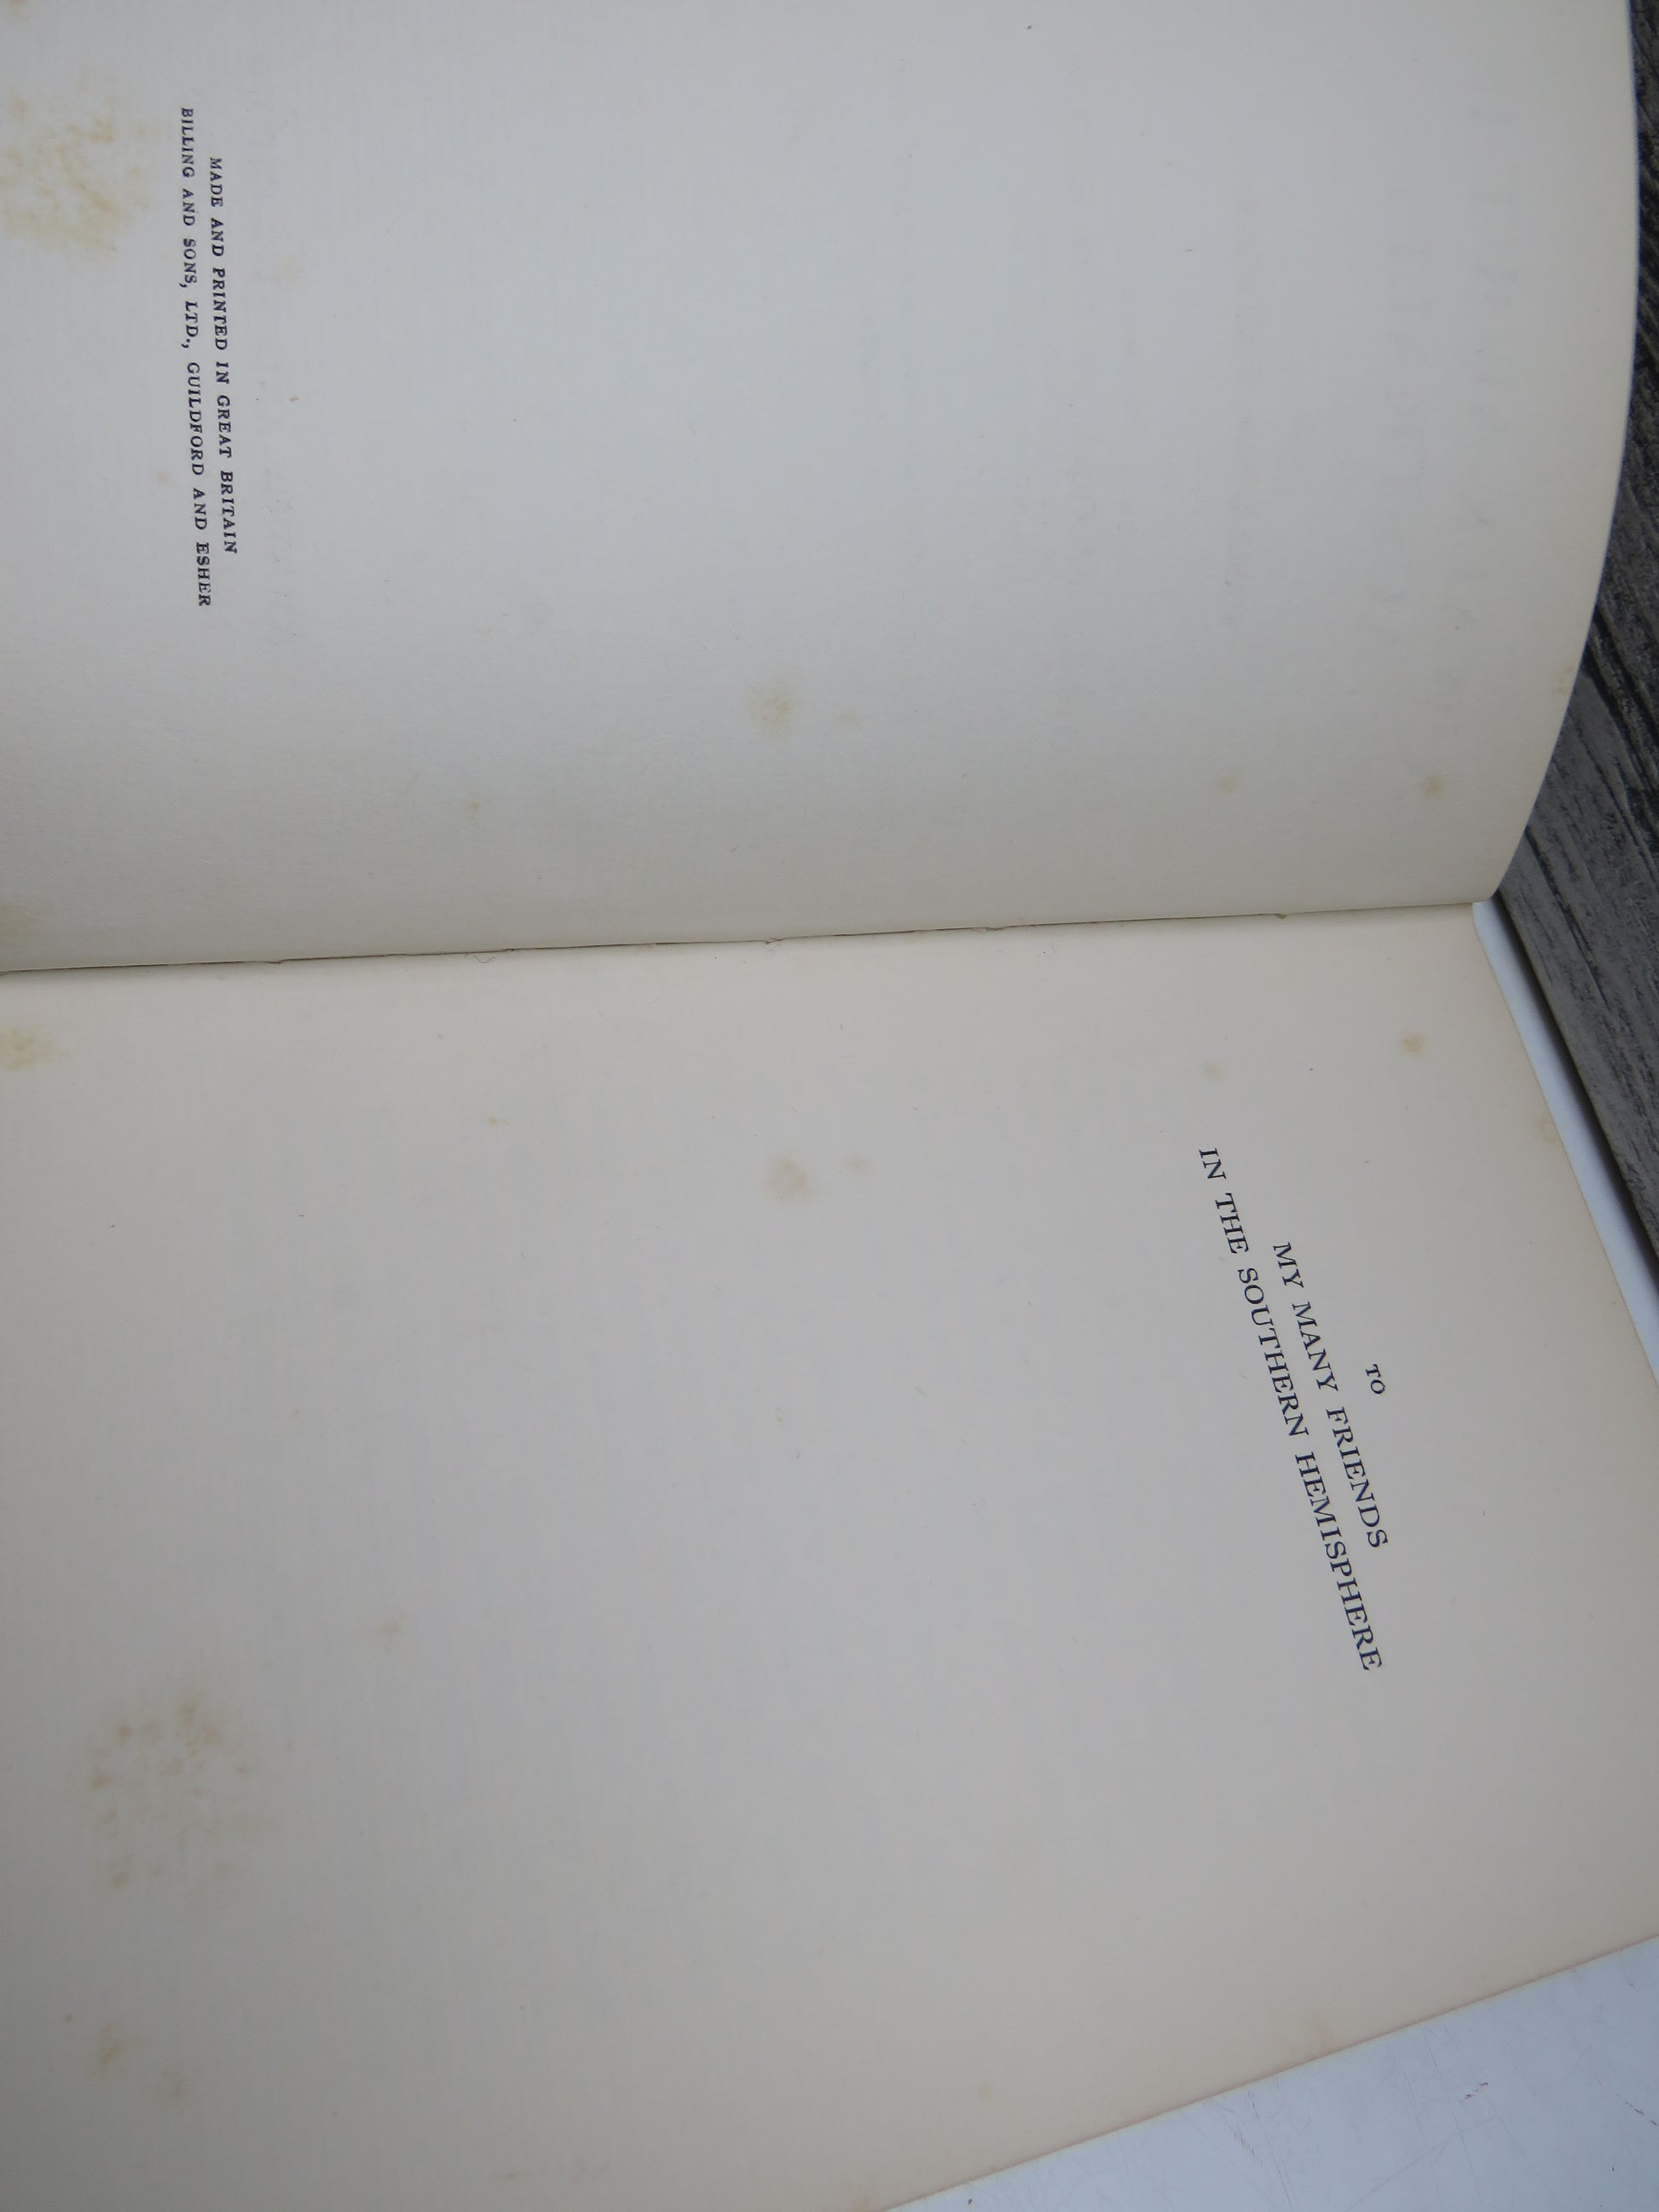 MADE AND PRINTED IN GREAT BRITAIN
BILLING AND SONS, LTD., GUILDFORD AND ESHER
TO
MY MANY FRIENDS
IN THE SOUTHERN HEMISPHERE